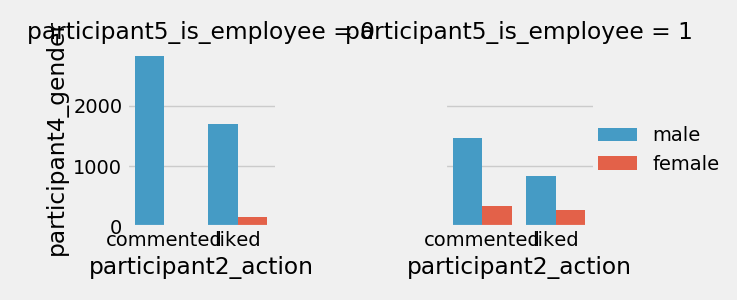 participant5_is_employee = 0
participant5_is_employee = 1
participant4_gender
2000
1000
0
commented
liked
commented
liked
participant2_action
participant2_action
male
female